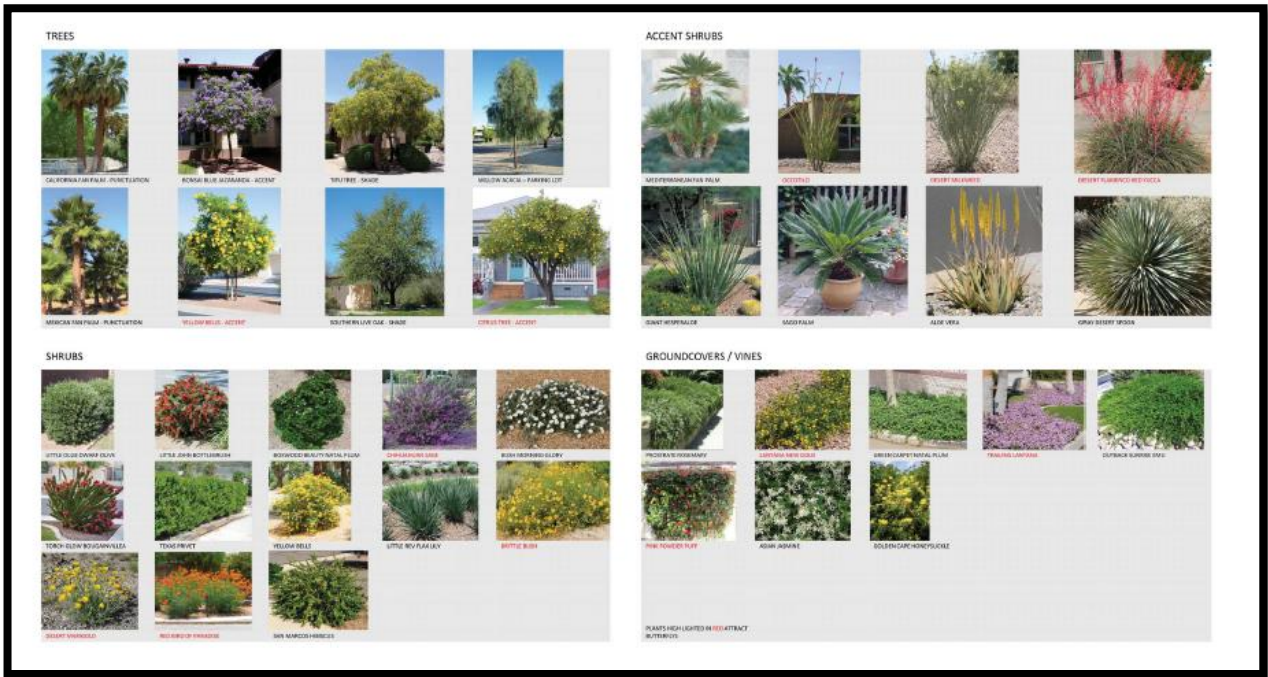 TREES
CALIFORNIA FAN PALM - PUNCTUATION
BONSAI BLUE JACARANDA - ACCENT
TIPU TREE - SHADE
WILLOW ACACIA - PARKING LOT
MEXICAN FAN PALM - PUNCTUATION
YELLOW BELLS - ACCENT
SOUTHERN LIVE OAK - SHADE
CITRUS TREE - ACCENT
ACCENT SHRUBS
MEDITERRANEAN FAN PALM
OCOTILLO
DESERT MILKWEED
DESERT FLAMENCO RED YUCCA
GIANT HESPERALOE
SAGO PALM
ALOE VERA
GRAY DESERT SPOON
SHRUBS
LITTLE OLLIE DWARF OLIVE
LITTLE JOHN BOTTLEBRUSH
BOXWOOD BEAUTY NATAL PLUM
CHIHUAHUAN SAGE
BUSH MORNING GLORY
TORCH GLOW BOUGAINVILLEA
TEXAS PRIVET
YELLOW BELLS
LITTLE REV FLAX LILY
BRITTLE BUSH
DESERT MARIGOLD
RED BIRD OF PARADISE
SAN MARCOS HIBISCUS
GROUNDCOVERS / VINES
PROSTRATE ROSEMARY
LANTANA NEW GOLD
GREEN CARPET NATAL PLUM
TRAILING LANTANA
OUTBACK SUNRISE EMU
PINK POWDER PUFF
ASIAN JASMINE
GOLDEN CAPE HONEYSUCKLE
PLANTS HIGH LIGHTED IN RED ATTRACT
BUTTERFLYS